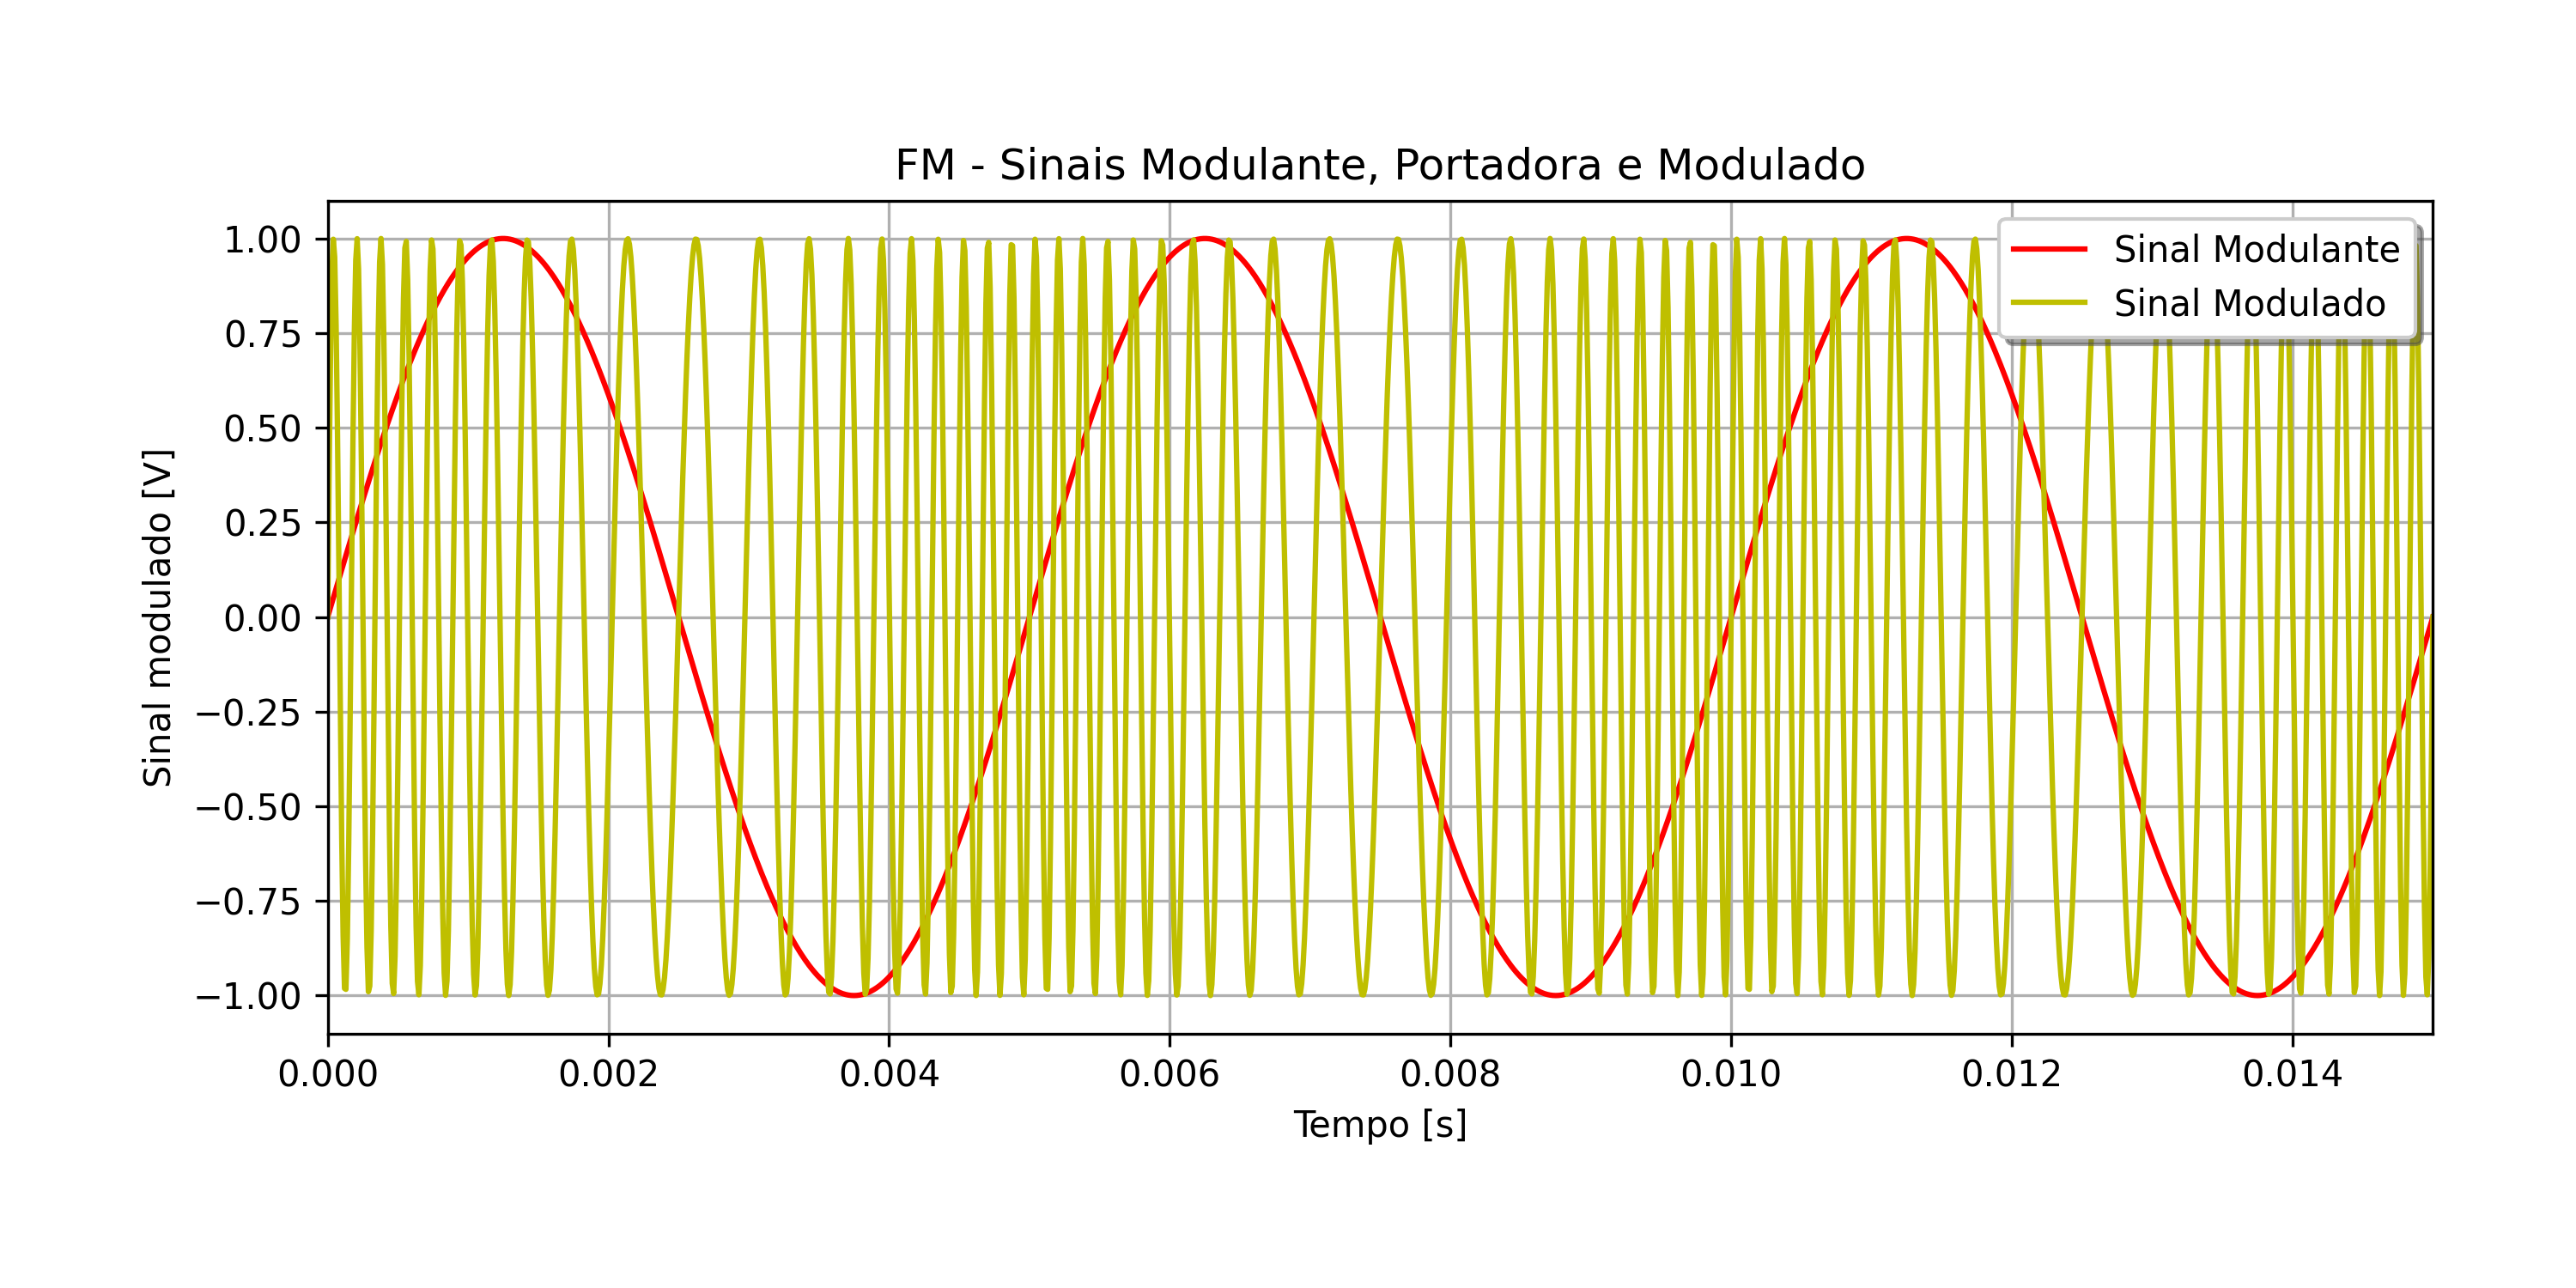 FM - Sinais Modulante, Portadora e Modulado
Sinal Modulante
Sinal Modulado
Sinal modulado [V]
1.00
0.75
0.50
0.25
0.00
−0.25
−0.50
−0.75
−1.00
0.000 0.002 0.004 0.006 0.008 0.010 0.012 0.014
Tempo [s]